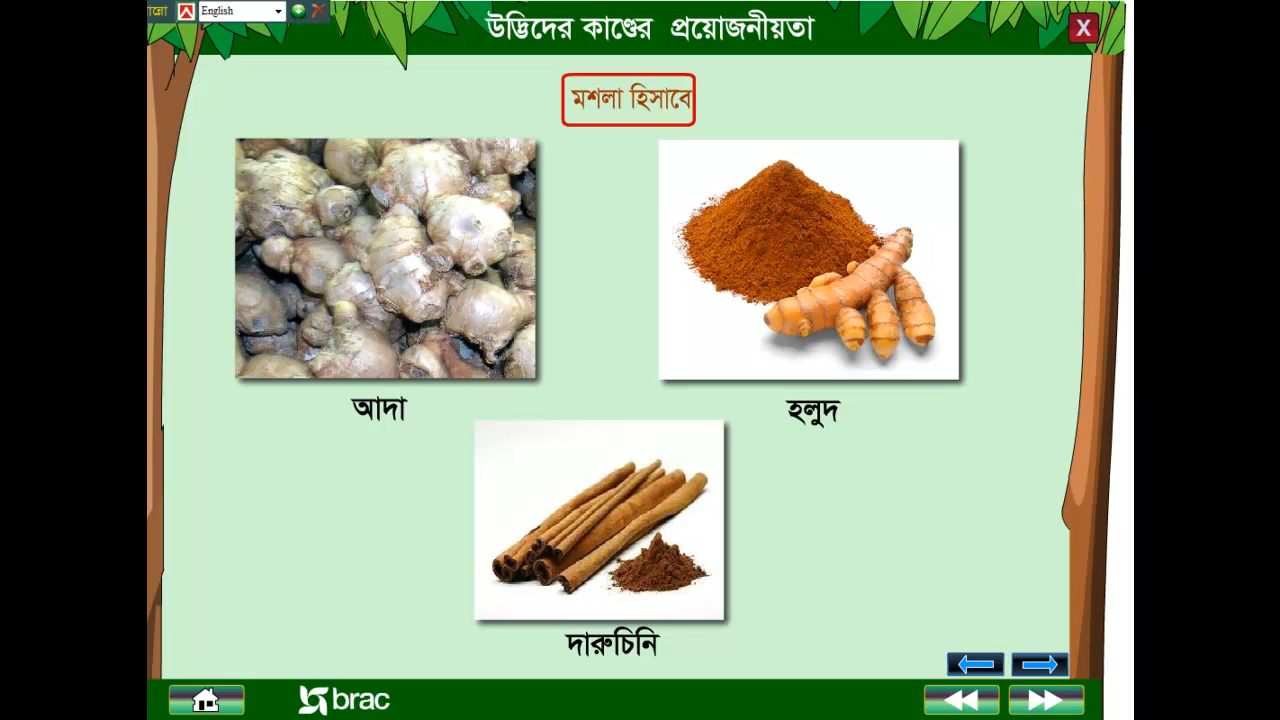 English
উদ্ভিদের কাণ্ডের প্রয়োজনীয়তা
X
মশলা হিসাবে
আদা
হলুদ
দারুচিনি
brac